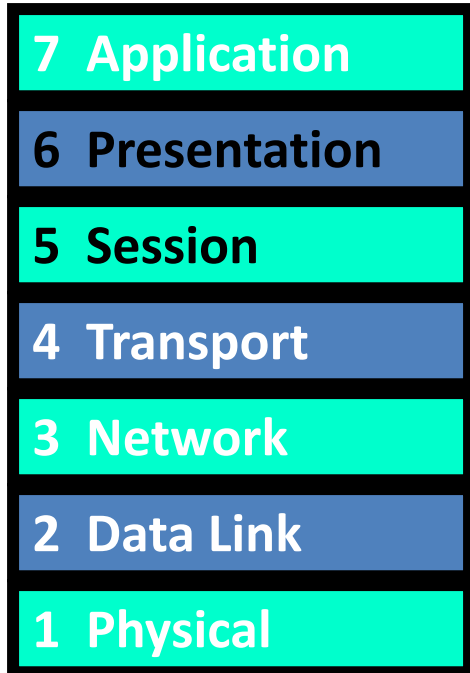 7 Application
6 Presentation
5 Session
4 Transport
3 Network
2 Data Link
1 Physical